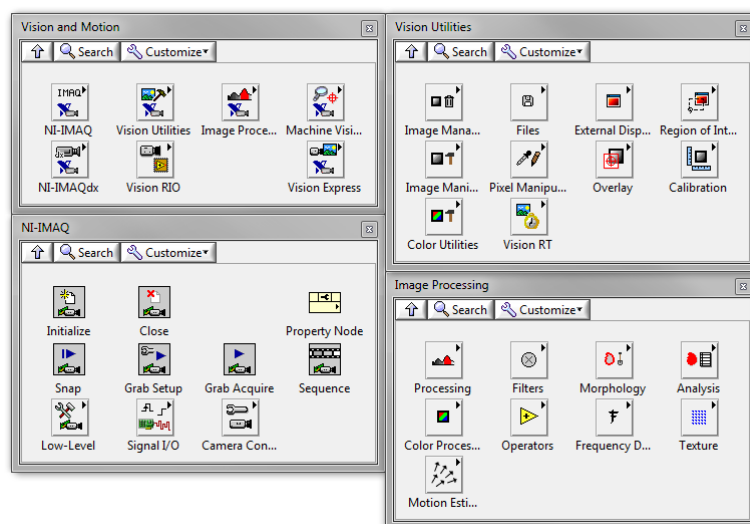 Vision and Motion
Search Customize
IMAQ
NI-IMAQ Vision Utilities Image Proce... Machine Visi...
NI-IMAQdx Vision RIO Vision Express
NI-IMAQ
Search Customize
Initialize Close Property Node
Snap Grab Setup Grab Acquire Sequence
Low-Level Signal I/O Camera Con...
Vision Utilities
Search Customize
Image Mana... Files External Disp... Region of Int...
Image Mani... Pixel Manipu... Overlay Calibration
Color Utilities Vision RT
Image Processing
Search Customize
Processing Filters Morphology Analysis
Color Proces... Operators Frequency D... Texture
Motion Esti...